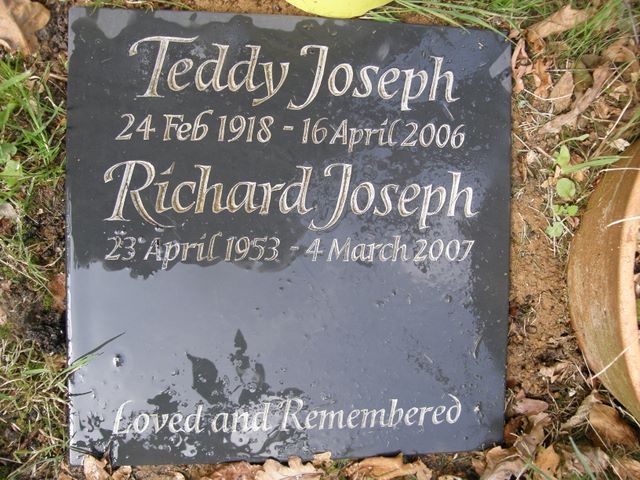 Teddy Joseph
24 Feb 1918 - 16 April 2006
Richard Joseph
23 April 1953 - 4 March 2007
Loved and Remembered